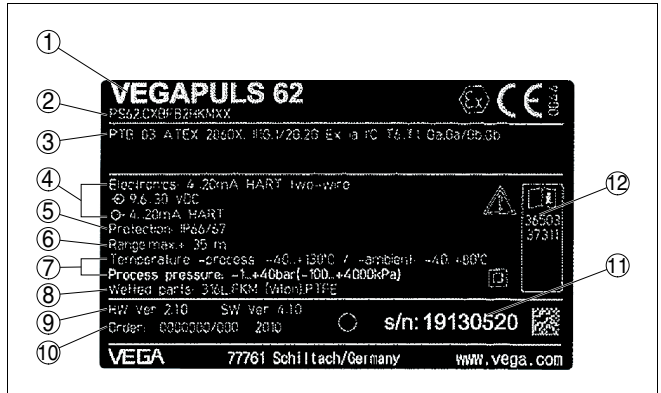 1
VEGAPULS 62
2
PS62.CXBFB2HKMXX
0044
3
PTB 03 ATEX 2060X, II1G,1/2G,2G Ex ia IIC T6..T1 Ga,Ga/Gb,Gb
4
Electronics: 4..20mA HART two-wire
9,6..30 VDC
4..20mA HART
12
36503
37311
5
Protection: IP66/67
6
Range:max.+ 35 m
7
Temperature -process: -40..+130°C / -ambient: -40..+80°C
Process pressure: -1..+40bar(-100..+4000kPa)
11
8
Wetted parts: 316L,FKM (Viton),PTFE
9
HW Ver 2.10 SW Ver 4.10
10
Order: 0000000/000 2010
s/n: 19130520
VEGA 77761 Schiltach/Germany www.vega.com